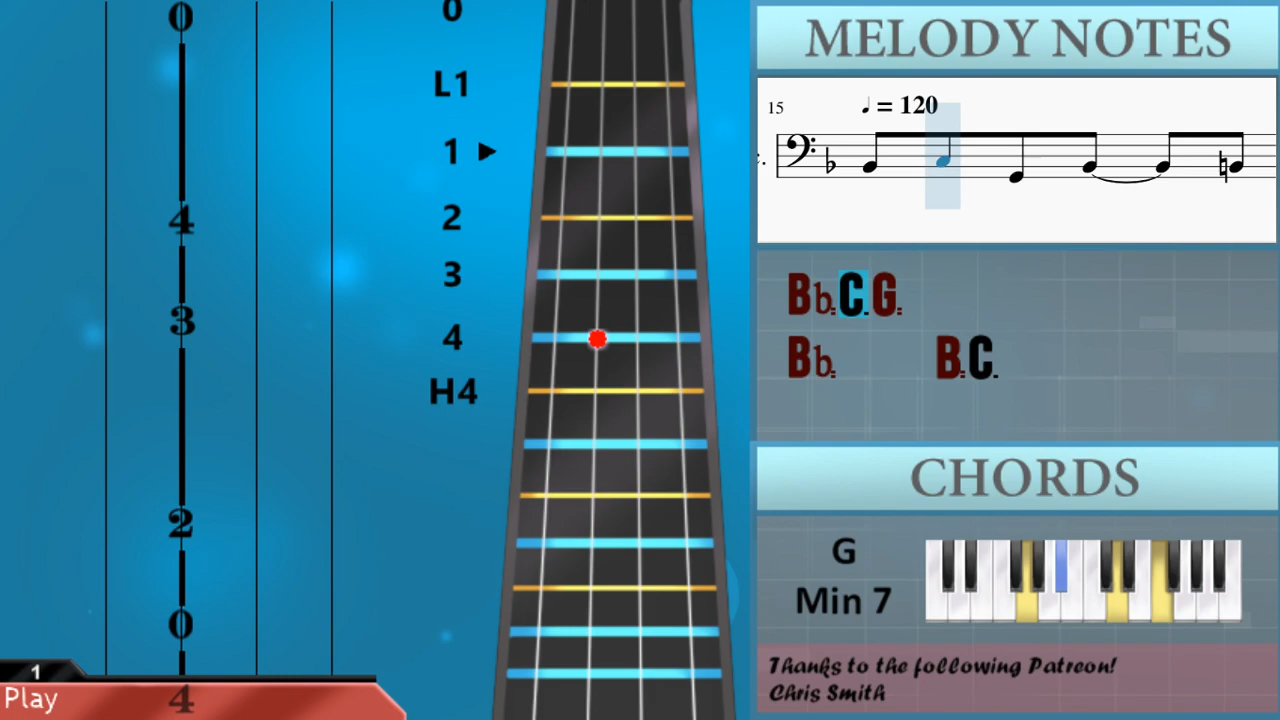 0
4
3
2
0
4
1
Play
0
L1
1
2
3
4
H4
MELODY NOTES
15
♩ = 120
Bb. C. G.
Bb. B. C.
CHORDS
G
Min 7
Thanks to the following Patreon!
Chris Smith